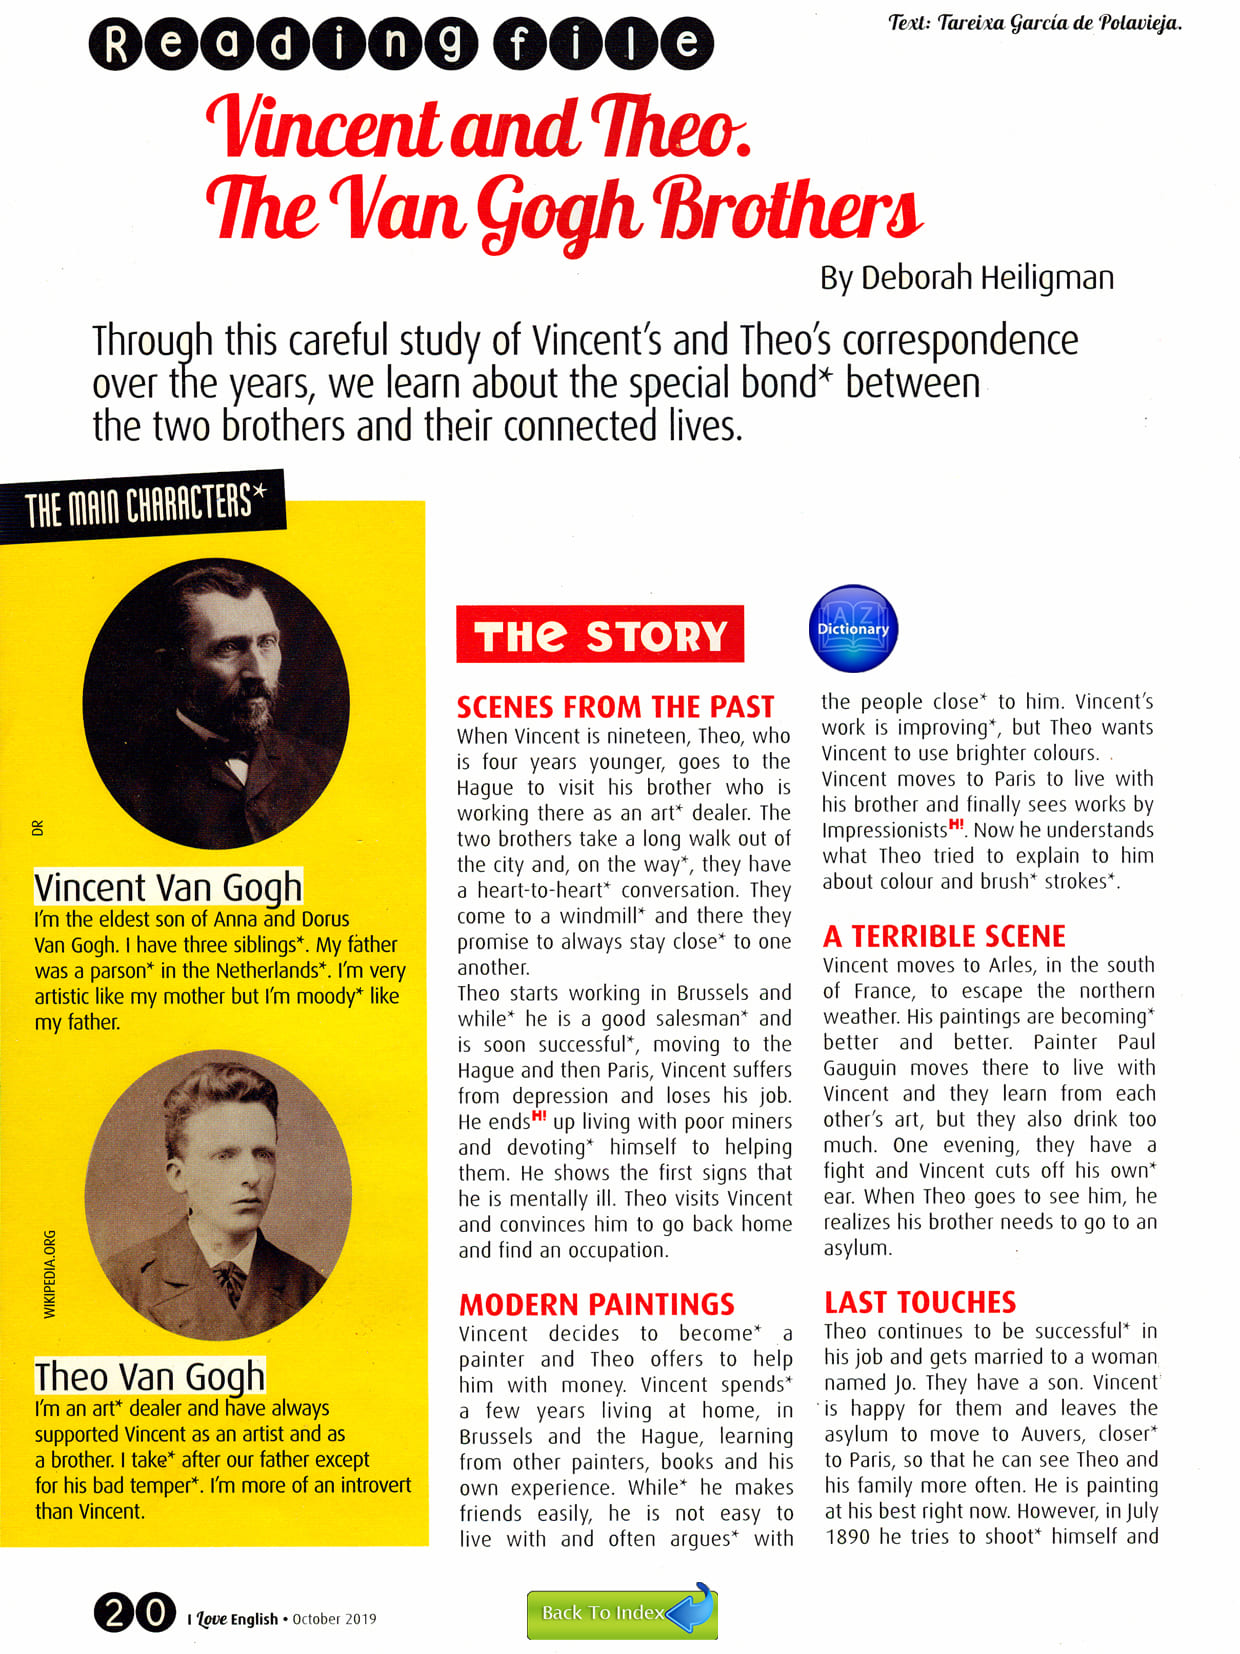 Reading file
Text: Tareixa García de Polavieja.
Vincent and Theo.
The Van Gogh Brothers
By Deborah Heiligman
Through this careful study of Vincent's and Theo's correspondence
over the years, we learn about the special bond* between
the two brothers and their connected lives.
THE MAIN CHARACTERS*
DR
Vincent Van Gogh
I'm the eldest son of Anna and Dorus
Van Gogh. I have three siblings*. My father
was a parson* in the Netherlands*. I'm very
artistic like my mother but I'm moody* like
my father.
WIKIPEDIA.ORG
Theo Van Gogh
I'm an art* dealer and have always
supported Vincent as an artist and as
a brother. I take* after our father except
for his bad temper*. I'm more of an introvert
than Vincent.
THE STORY
SCENES FROM THE PAST
When Vincent is nineteen, Theo, who
is four years younger, goes to the
Hague to visit his brother who is
working there as an art* dealer. The
two brothers take a long walk out of
the city and, on the way*, they have
a heart-to-heart* conversation. They
come to a windmill* and there they
promise to always stay close* to one
another.
Theo starts working in Brussels and
while* he is a good salesman* and
is soon successful*, moving to the
Hague and then Paris, Vincent suffers
from depression and loses his job.
He ends H! up living with poor miners
and devoting* himself to helping
them. He shows the first signs that
he is mentally ill. Theo visits Vincent
and convinces him to go back home
and find an occupation.
MODERN PAINTINGS
Vincent decides to become* a
painter and Theo offers to help
him with money. Vincent spends*
a few years living at home, in
Brussels and the Hague, learning
from other painters, books and his
own experience. While* he makes
friends easily, he is not easy to
live with and often argues* with
A Z
Dictionary
the people close* to him. Vincent's
work is improving*, but Theo wants
Vincent to use brighter colours.
Vincent moves to Paris to live with
his brother and finally sees works by
Impressionists H!. Now he understands
what Theo tried to explain to him
about colour and brush* strokes*.
A TERRIBLE SCENE
Vincent moves to Arles, in the south
of France, to escape the northern
weather. His paintings are becoming*
better and better. Painter Paul
Gauguin moves there to live with
Vincent and they learn from each
other's art, but they also drink too
much. One evening, they have a
fight and Vincent cuts off his own*
ear. When Theo goes to see him, he
realizes his brother needs to go to an
asylum.
LAST TOUCHES
Theo continues to be successful* in
his job and gets married to a woman
named Jo. They have a son. Vincent
is happy for them and leaves the
asylum to move to Auvers, closer*
to Paris, so that he can see Theo and
his family more often. He is painting
at his best right now. However, in July
1890 he tries to shoot* himself and
20 I Love English • October 2019
Back To Index